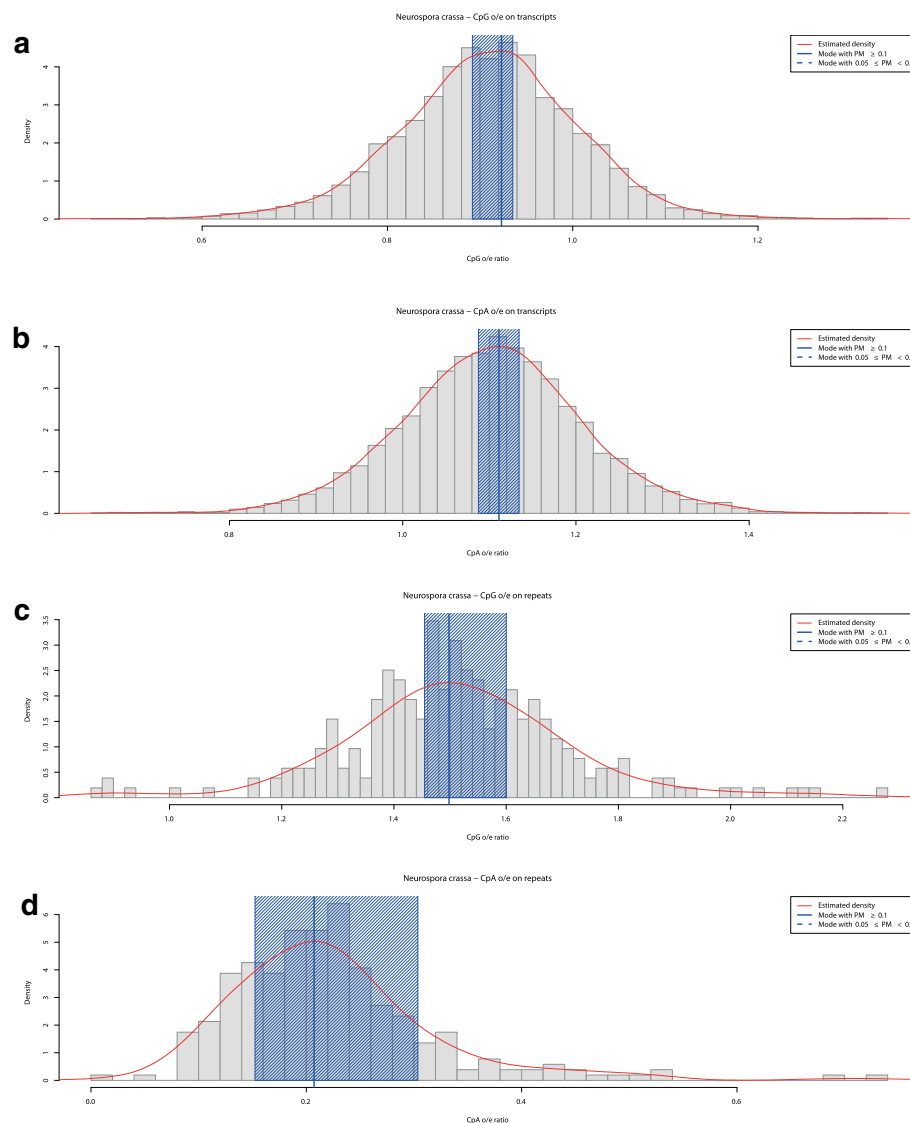 a
Neurospora crassa – CpG o/e on transcripts
Estimated density
Mode with PM ≥ 0.1
Mode with 0.05 ≤ PM < 0.
Density
0 1 2 3 4
0.6 0.8 1.0 1.2
CpG o/e ratio
b
Neurospora crassa – CpA o/e on transcripts
Estimated density
Mode with PM ≥ 0.1
Mode with 0.05 ≤ PM < 0.
Density
0 1 2 3 4
0.8 1.0 1.2 1.4
CpA o/e ratio
c
Neurospora crassa – CpG o/e on repeats
Estimated density
Mode with PM ≥ 0.1
Mode with 0.05 ≤ PM < 0.
Density
0.0 0.5 1.0 1.5 2.0 2.5 3.0 3.5
1.0 1.2 1.4 1.6 1.8 2.0 2.2
CpG o/e ratio
d
Neurospora crassa – CpA o/e on repeats
Estimated density
Mode with PM ≥ 0.1
Mode with 0.05 ≤ PM < 0.
Density
0 1 2 3 4 5 6
0.0 0.2 0.4 0.6
CpA o/e ratio